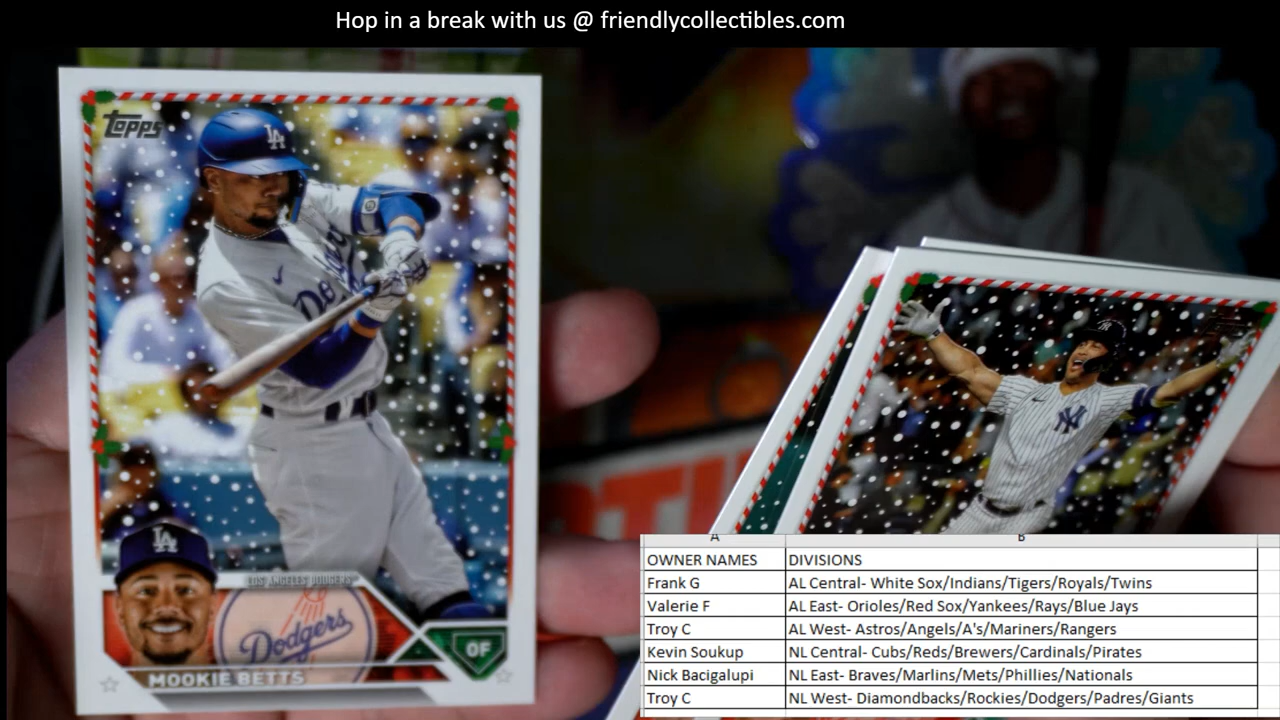 Hop in a break with us @ friendlycollectibles.com
Topps
LA
Dodgers
LA
LOS ANGELES DODGERS
Dodgers
OF
MOOKIE BETTS
NY
A B
OWNER NAMES DIVISIONS
Frank G AL Central- White Sox/Indians/Tigers/Royals/Twins
Valerie F AL East- Orioles/Red Sox/Yankees/Rays/Blue Jays
Troy C AL West- Astros/Angels/A's/Mariners/Rangers
Kevin Soukup NL Central- Cubs/Reds/Brewers/Cardinals/Pirates
Nick Bacigalupi NL East- Braves/Marlins/Mets/Phillies/Nationals
Troy C NL West- Diamondbacks/Rockies/Dodgers/Padres/Giants